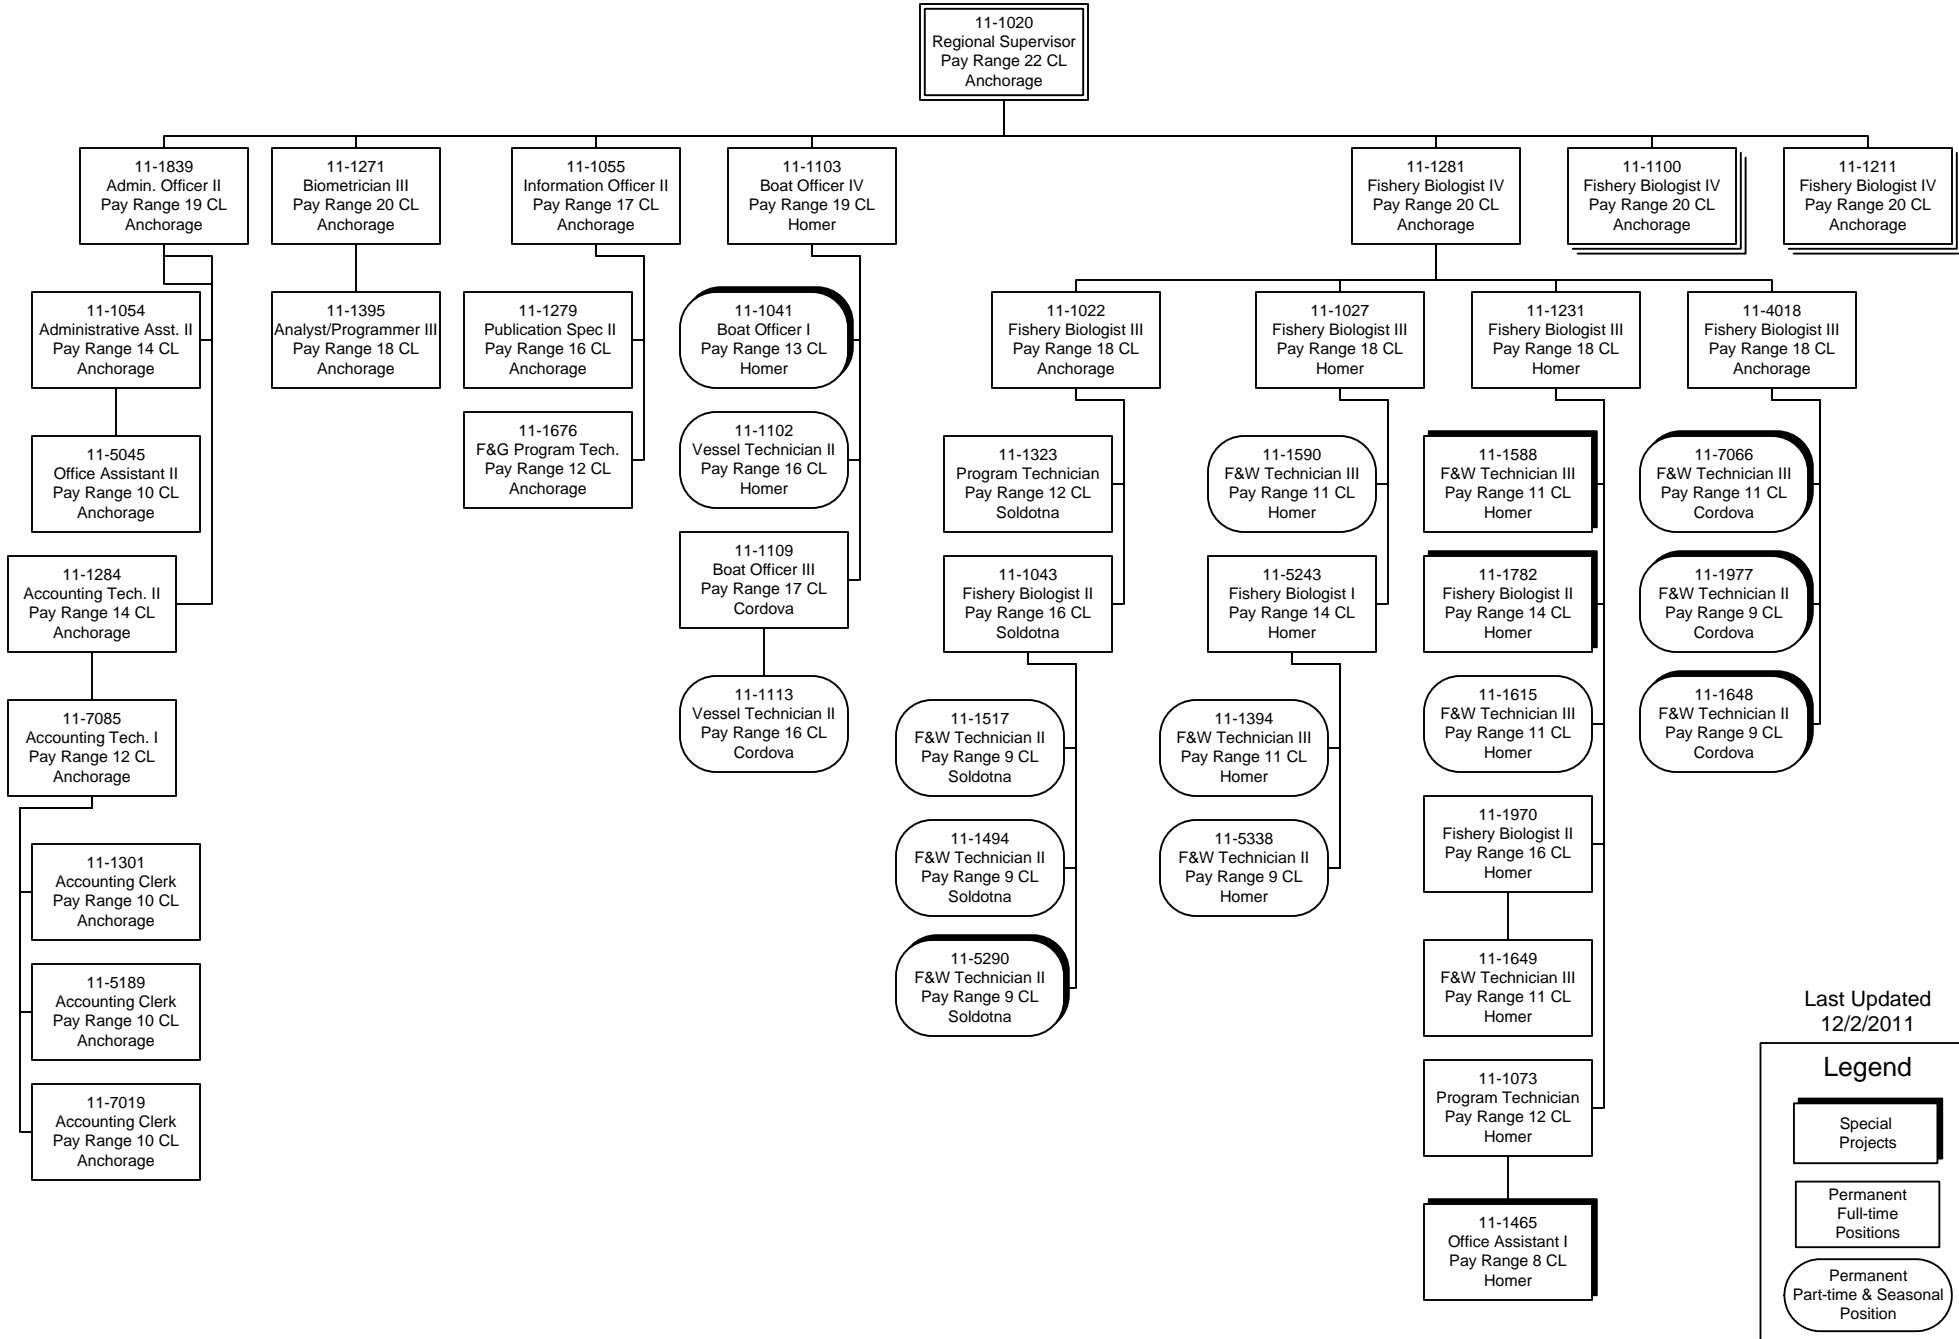 11-1020
Regional Supervisor
Pay Range 22 CL
Anchorage
11-1839
Admin. Officer II
Pay Range 19 CL
Anchorage
11-1271
Biometrician III
Pay Range 20 CL
Anchorage
11-1055
Information Officer II
Pay Range 17 CL
Anchorage
11-1103
Boat Officer IV
Pay Range 19 CL
Homer
11-1281
Fishery Biologist IV
Pay Range 20 CL
Anchorage
11-1100
Fishery Biologist IV
Pay Range 20 CL
Anchorage
11-1211
Fishery Biologist IV
Pay Range 20 CL
Anchorage
11-1054
Administrative Asst. II
Pay Range 14 CL
Anchorage
11-5045
Office Assistant II
Pay Range 10 CL
Anchorage
11-1284
Accounting Tech. II
Pay Range 14 CL
Anchorage
11-7085
Accounting Tech. I
Pay Range 12 CL
Anchorage
11-1301
Accounting Clerk
Pay Range 10 CL
Anchorage
11-5189
Accounting Clerk
Pay Range 10 CL
Anchorage
11-7019
Accounting Clerk
Pay Range 10 CL
Anchorage
11-1395
Analyst/Programmer III
Pay Range 18 CL
Anchorage
11-1279
Publication Spec II
Pay Range 16 CL
Anchorage
11-1676
F&G Program Tech.
Pay Range 12 CL
Anchorage
11-1041
Boat Officer I
Pay Range 13 CL
Homer
11-1102
Vessel Technician II
Pay Range 16 CL
Homer
11-1109
Boat Officer III
Pay Range 17 CL
Cordova
11-1113
Vessel Technician II
Pay Range 16 CL
Cordova
11-1022
Fishery Biologist III
Pay Range 18 CL
Anchorage
11-1323
Program Technician
Pay Range 12 CL
Soldotna
11-1043
Fishery Biologist II
Pay Range 16 CL
Soldotna
11-1517
F&W Technician II
Pay Range 9 CL
Soldotna
11-1494
F&W Technician II
Pay Range 9 CL
Soldotna
11-5290
F&W Technician II
Pay Range 9 CL
Soldotna
11-1027
Fishery Biologist III
Pay Range 18 CL
Homer
11-1590
F&W Technician III
Pay Range 11 CL
Homer
11-5243
Fishery Biologist I
Pay Range 14 CL
Homer
11-1394
F&W Technician III
Pay Range 11 CL
Homer
11-5338
F&W Technician II
Pay Range 9 CL
Homer
11-1231
Fishery Biologist III
Pay Range 18 CL
Homer
11-1588
F&W Technician III
Pay Range 11 CL
Homer
11-1782
Fishery Biologist II
Pay Range 14 CL
Homer
11-1615
F&W Technician III
Pay Range 11 CL
Homer
11-1970
Fishery Biologist II
Pay Range 16 CL
Homer
11-1649
F&W Technician III
Pay Range 11 CL
Homer
11-1073
Program Technician
Pay Range 12 CL
Homer
11-1465
Office Assistant I
Pay Range 8 CL
Homer
11-4018
Fishery Biologist III
Pay Range 18 CL
Anchorage
11-7066
F&W Technician III
Pay Range 11 CL
Cordova
11-1977
F&W Technician II
Pay Range 9 CL
Cordova
11-1648
F&W Technician II
Pay Range 9 CL
Cordova
Last Updated
12/2/2011
Legend
Special
Projects
Permanent
Full-time
Positions
Permanent
Part-time & Seasonal
Position